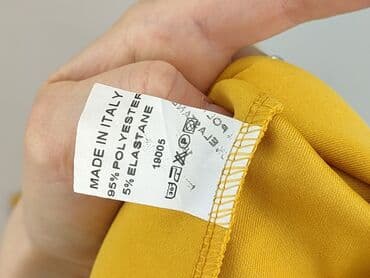 MADE IN ITALY
95% POLYESTER
5% ELASTANE
19005